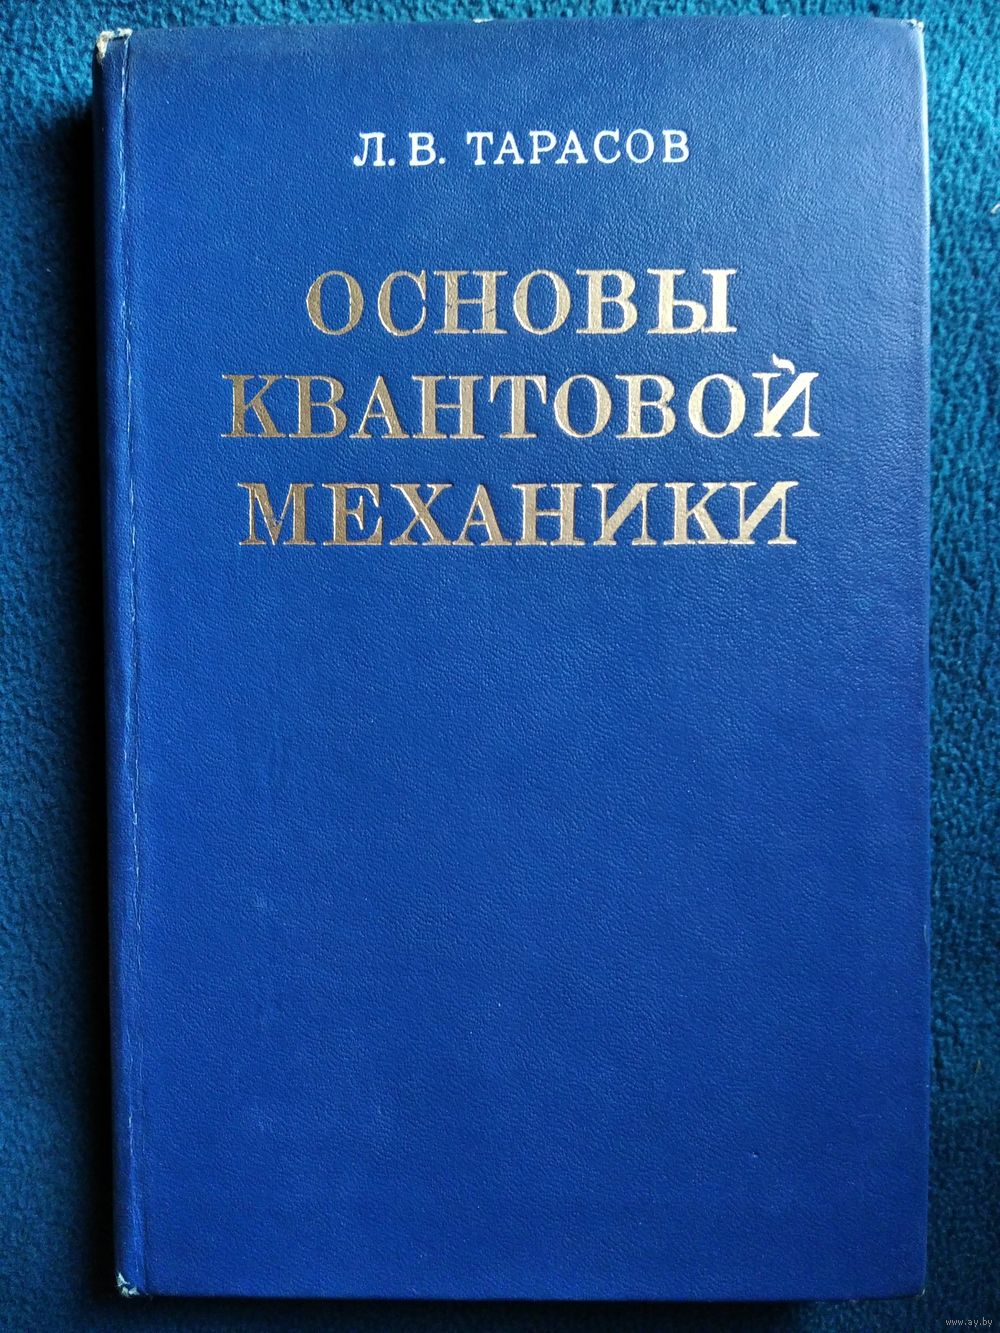 Л. В. ТАРАСОВ
ОСНОВЫ
КВАНТОВОЙ
МЕХАНИКИ
www.ay.by